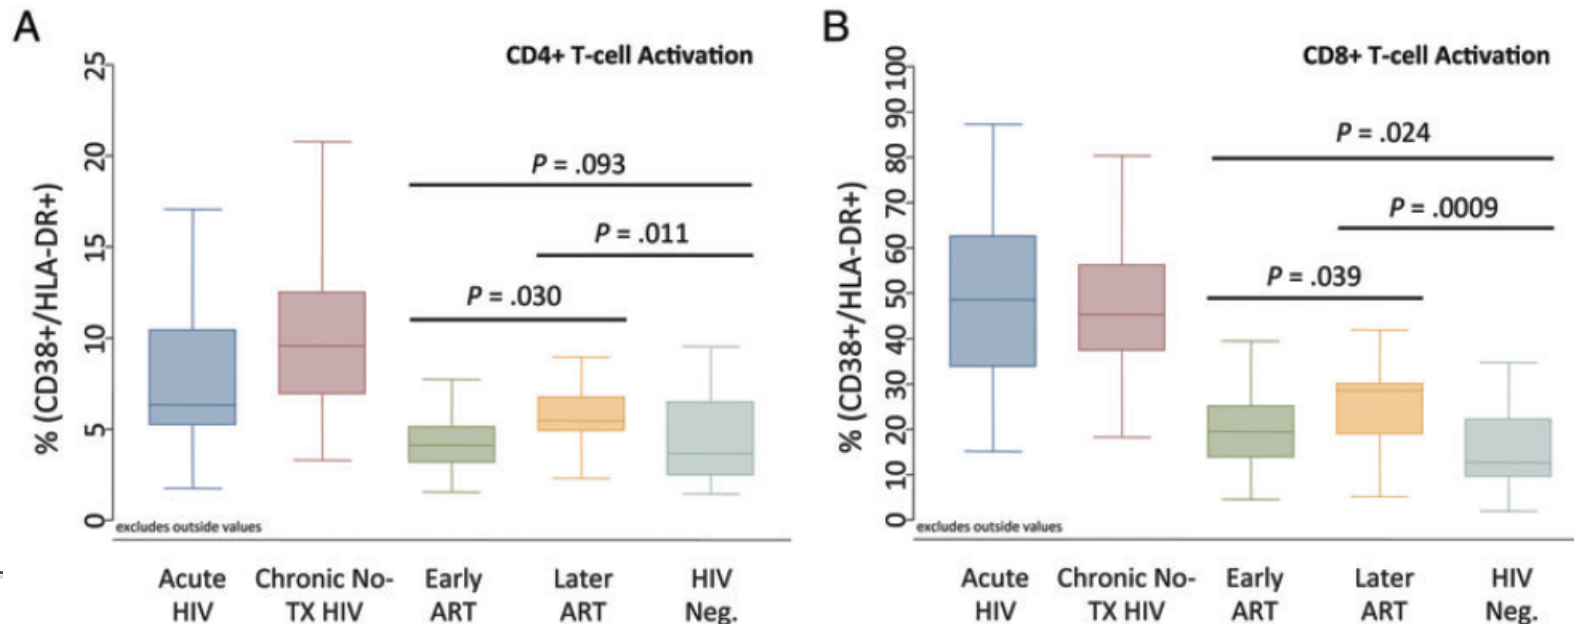 A
CD4+ T-cell Activation
% (CD38+/HLA-DR+)
25
20
15
10
5
0
P = .093
P = .011
P = .030
excludes outside values
Acute
HIV
Chronic No-
TX HIV
Early
ART
Later
ART
HIV
Neg.
B
CD8+ T-cell Activation
% (CD38+/HLA-DR+)
100
90
80
70
60
50
40
30
20
10
0
P = .024
P = .0009
P = .039
excludes outside values
Acute
HIV
Chronic No-
TX HIV
Early
ART
Later
ART
HIV
Neg.